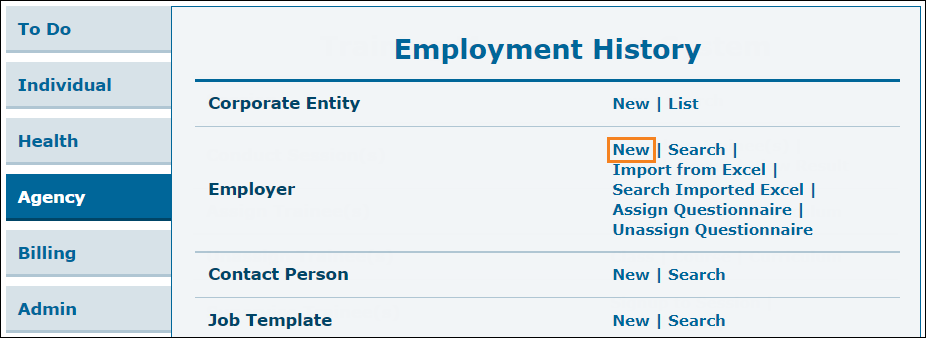 To Do
Individual
Health
Agency
Billing
Admin
Employment History
Corporate Entity
New | List
Employer
New | Search |
Import from Excel |
Search Imported Excel |
Assign Questionnaire |
Unassign Questionnaire
Contact Person
New | Search
Job Template
New | Search